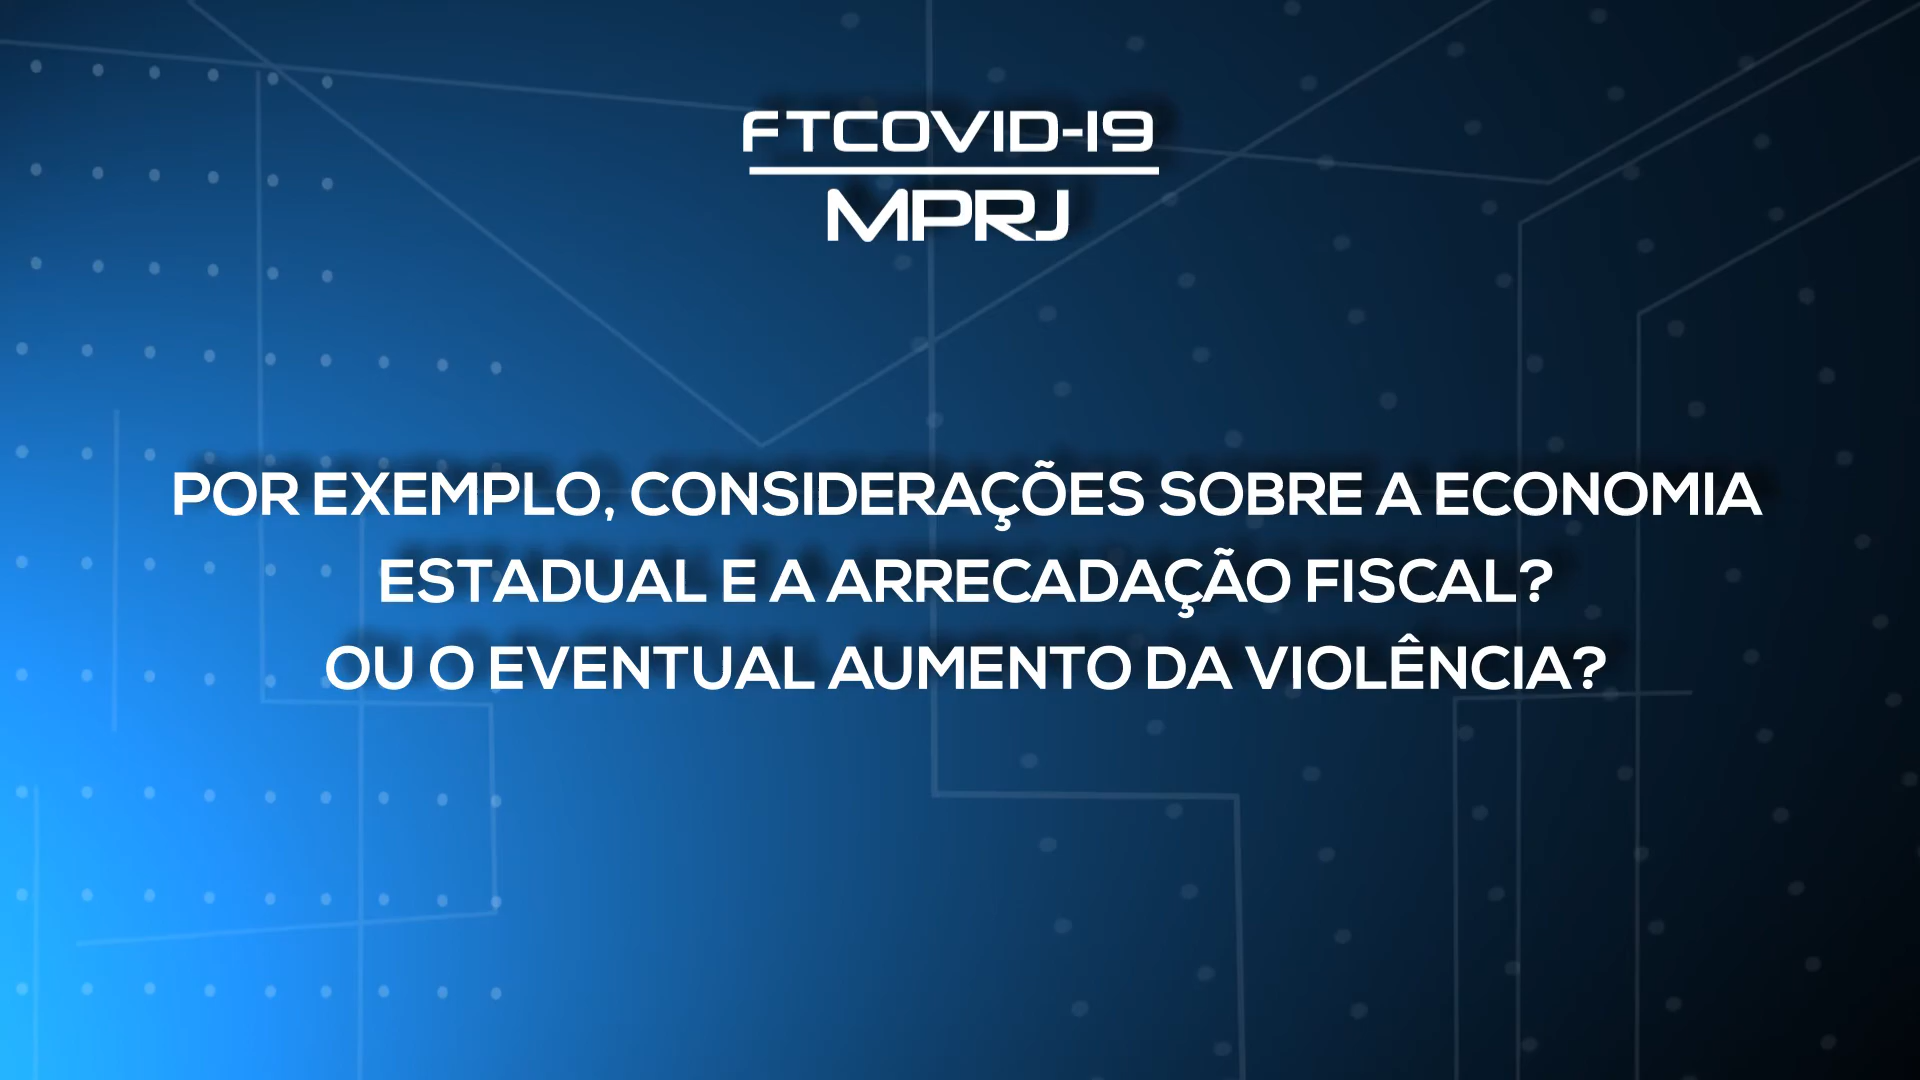 FTCOVID-19
MPRJ
POR EXEMPLO, CONSIDERAÇÕES SOBRE A ECONOMIA
ESTADUAL E A ARRECADAÇÃO FISCAL?
OU O EVENTUAL AUMENTO DA VIOLÊNCIA?